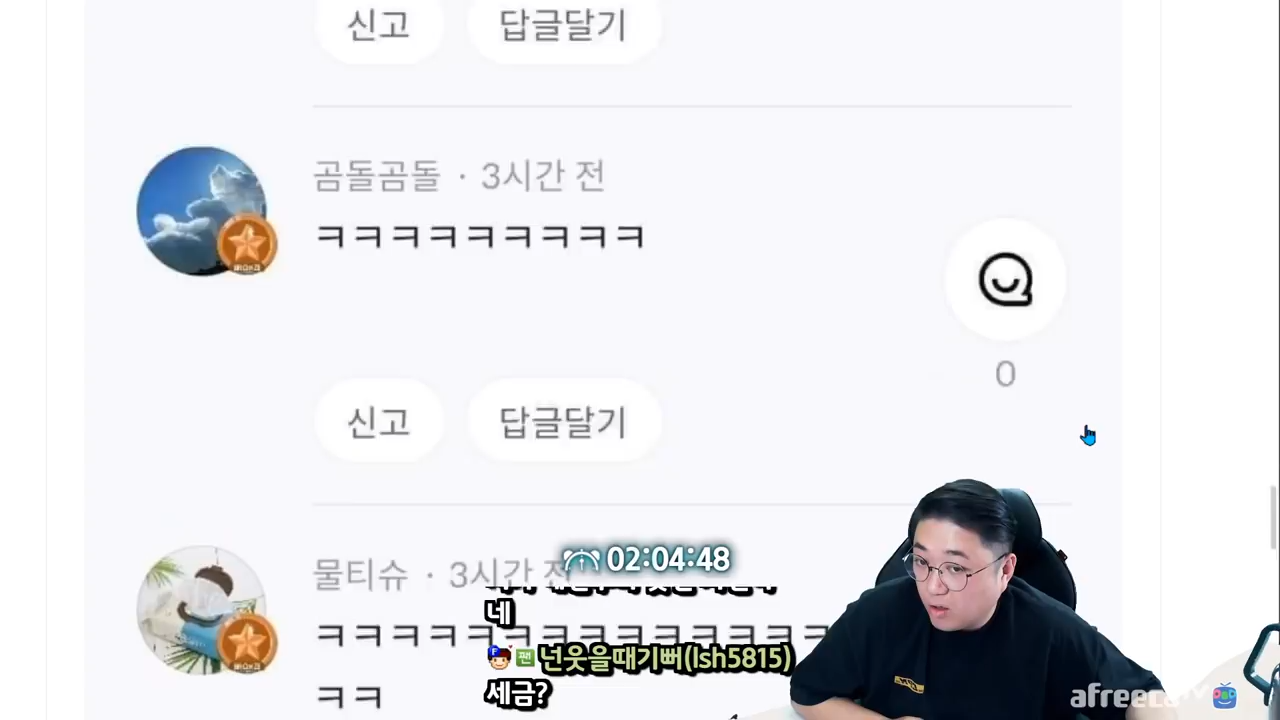 신고
답글달기
곰돌곰돌 · 3시간 전
ㅋㅋㅋㅋㅋㅋㅋㅋㅋ
0
신고
답글달기
02:04:48
물티슈 · 3시간 전
네
ㅋㅋㅋㅋㅋㅋㅋㅋㅋㅋㅋㅋㅋㅋ
F 팬 넌웃을때기뻐(lsh5815)
세금?
ㅋㅋ
afreeca